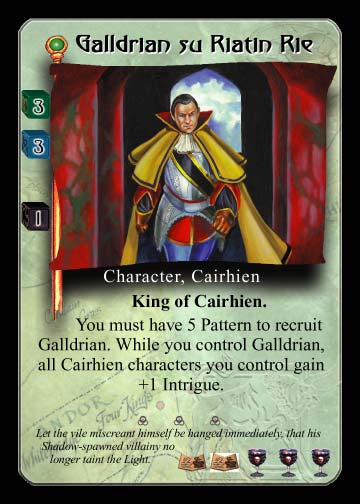 Galldrian su Riatin Rie
3
3
1
Character, Cairhien
King of Cairhien.
You must have 5 Pattern to recruit
Galldrian. While you control Galldrian,
all Cairhien characters you control gain
+1 Intrigue.
Four Kings
Let the vile miscreant himself be hanged immediately, that his
Shadow-spawned villainy no
longer taint the Light.